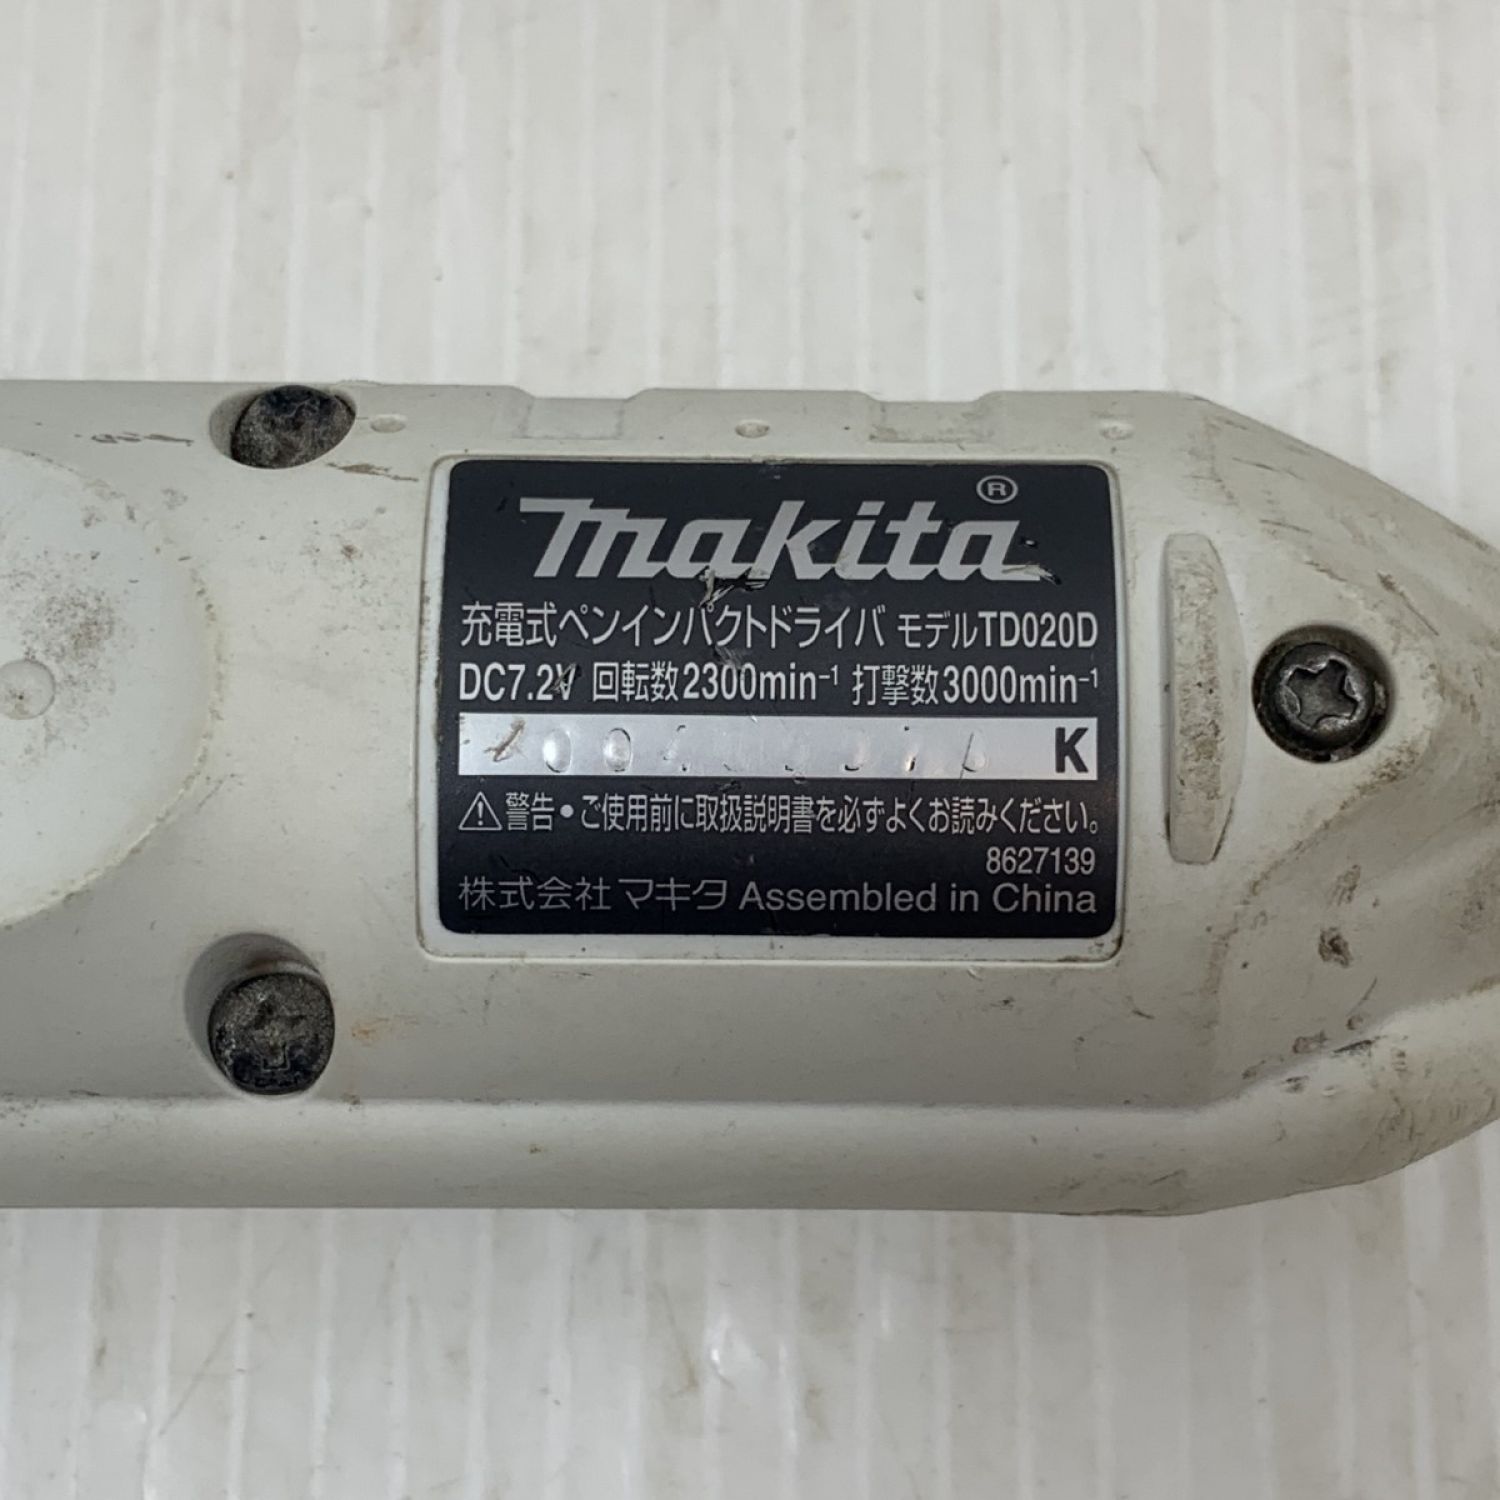 makita®
充電式ペンインパクトドライバ モデルTD020D
DC7.2V 回転数2300min⁻¹ 打撃数3000min⁻¹
K
⚠警告・ご使用前に取扱説明書を必ずよくお読みください。
8627139
株式会社マキタ Assembled in China